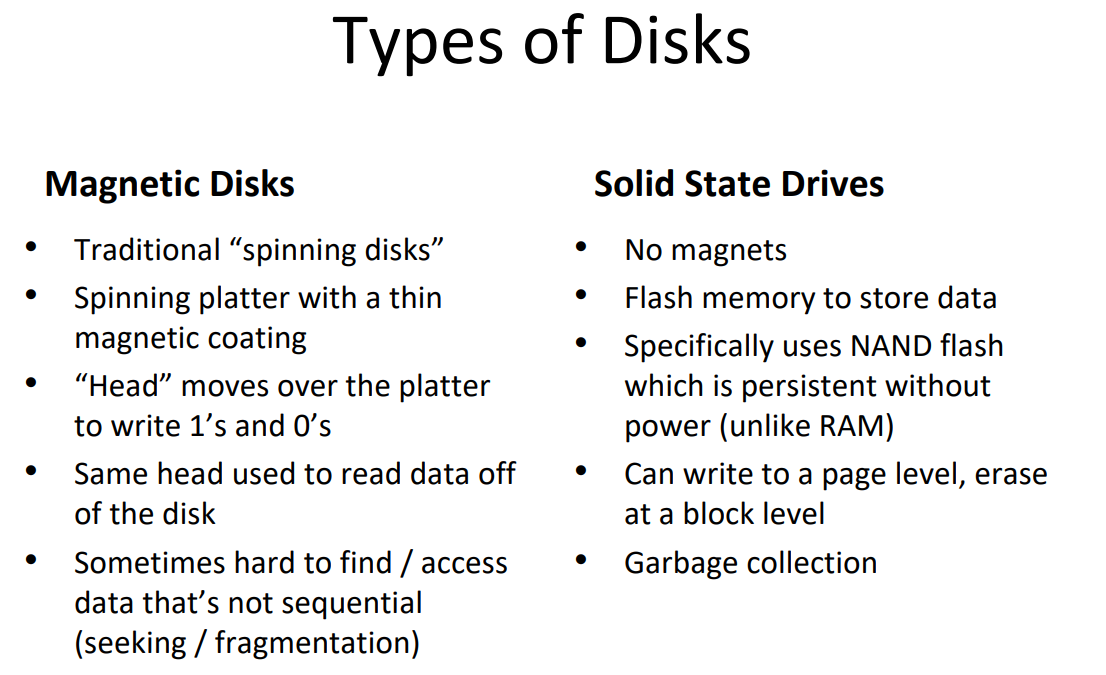 Types of Disks
Magnetic Disks
• Traditional “spinning disks”
• Spinning platter with a thin
magnetic coating
• “Head” moves over the platter
to write 1’s and 0’s
• Same head used to read data off
of the disk
• Sometimes hard to find / access
data that’s not sequential
(seeking / fragmentation)
Solid State Drives
• No magnets
• Flash memory to store data
• Specifically uses NAND flash
which is persistent without
power (unlike RAM)
• Can write to a page level, erase
at a block level
• Garbage collection